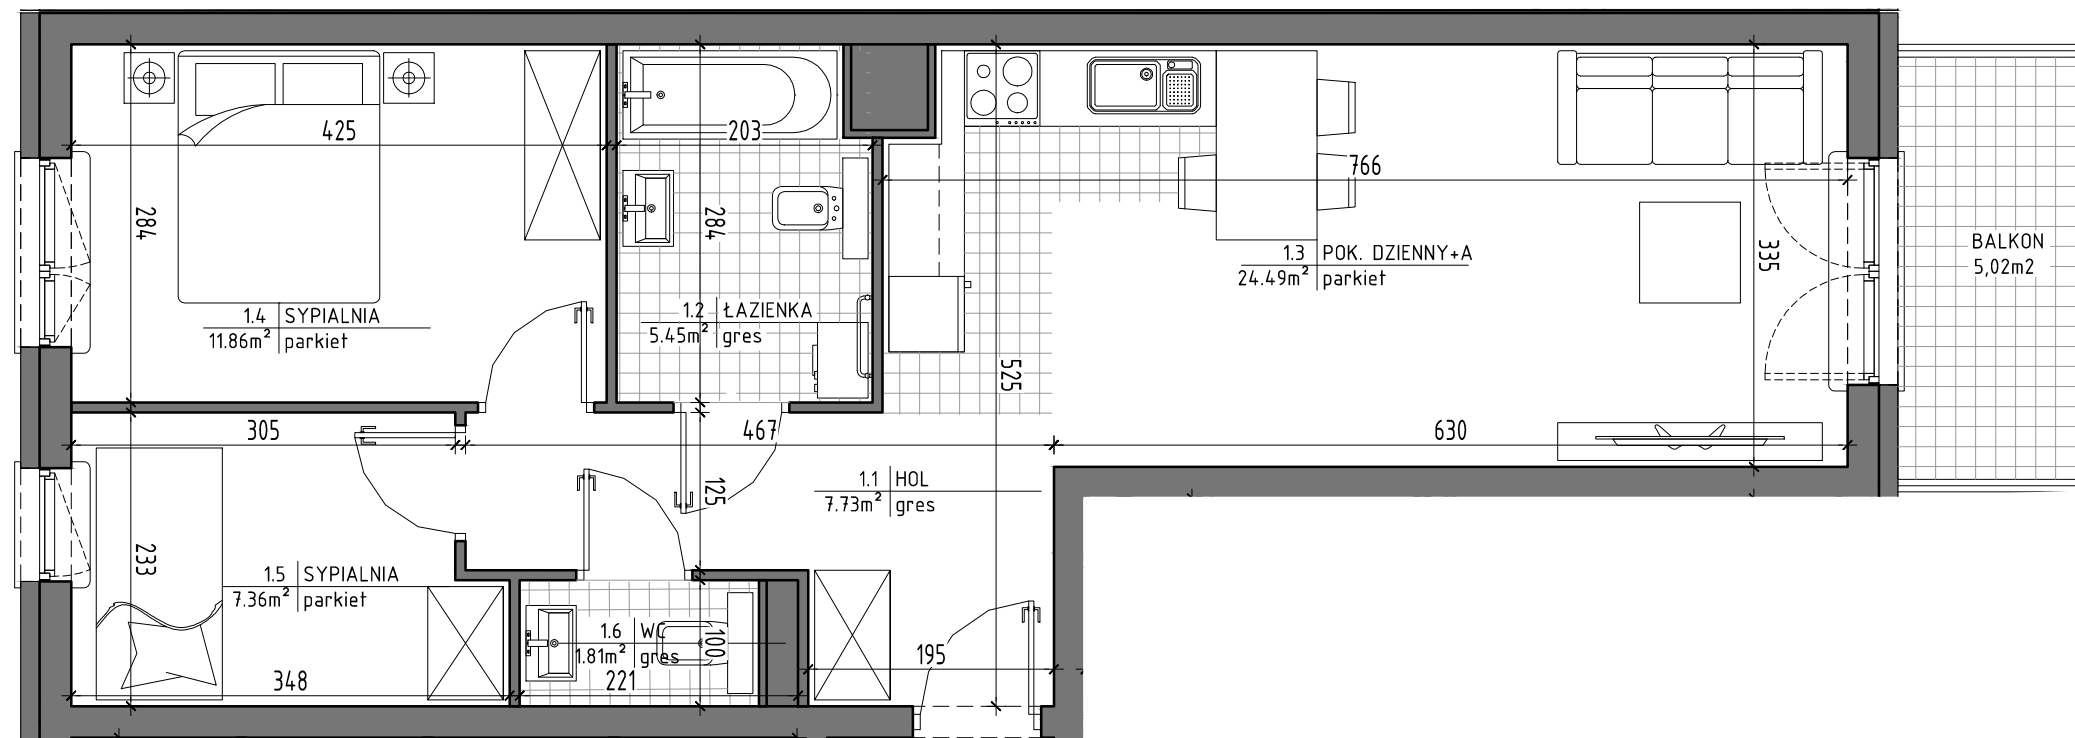 425
203
766
284
284
335
1.3 POK. DZIENNY+A
24.49m² parkiet
BALKON
5,02m2
1.4 SYPIALNIA
11.86m² parkiet
1.2 ŁAZIENKA
5.45m² gres
525
305
467
630
125
1.1 HOL
7.73m² gres
233
1.5 SYPIALNIA
7.36m² parkiet
1.6 WC
1.81m² gres
100
195
348
221